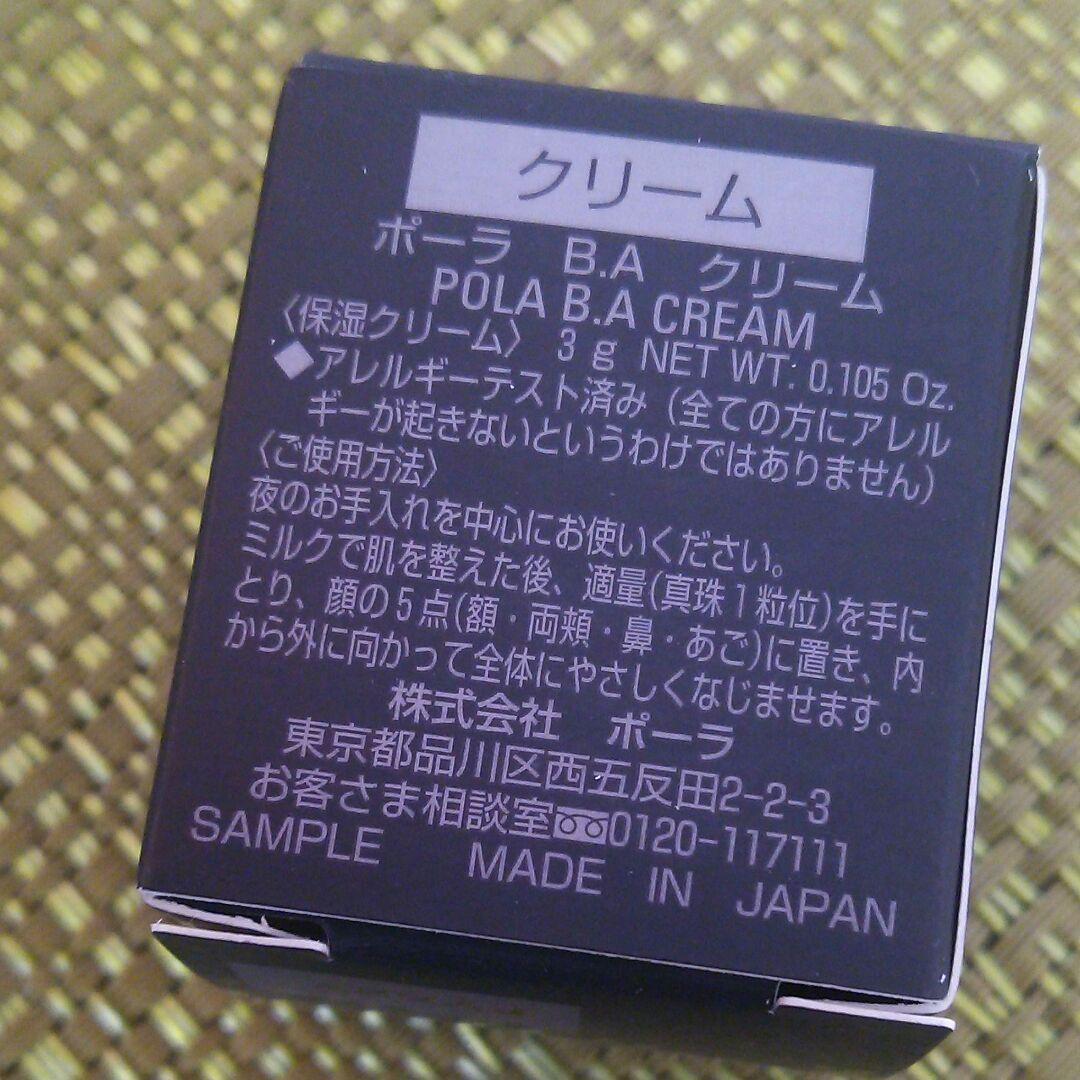 クリーム
ポーラ B.A クリーム
POLA B.A CREAM
〈保湿クリーム〉 3g NET WT. 0.105 Oz.
◆アレルギーテスト済み（全ての方にアレル
ギーが起きないというわけではありません）
〈ご使用方法〉
夜のお手入れを中心にお使いください。
ミルクで肌を整えた後、適量(真珠1粒位)を手に
とり、顔の5点(額・両頬・鼻・あご)に置き、内
から外に向かって全体にやさしくなじませます。
株式会社 ポーラ
東京都品川区西五反田2-2-3
お客さま相談室0120-117111
SAMPLE MADE IN JAPAN